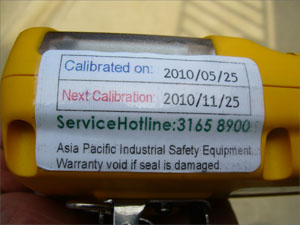 Calibrated on: 2010/05/25
Next Calibration: 2010/11/25
ServiceHotline:3165 8900
Asia Pacific Industrial Safety Equipment
Warranty void if seal is damaged.